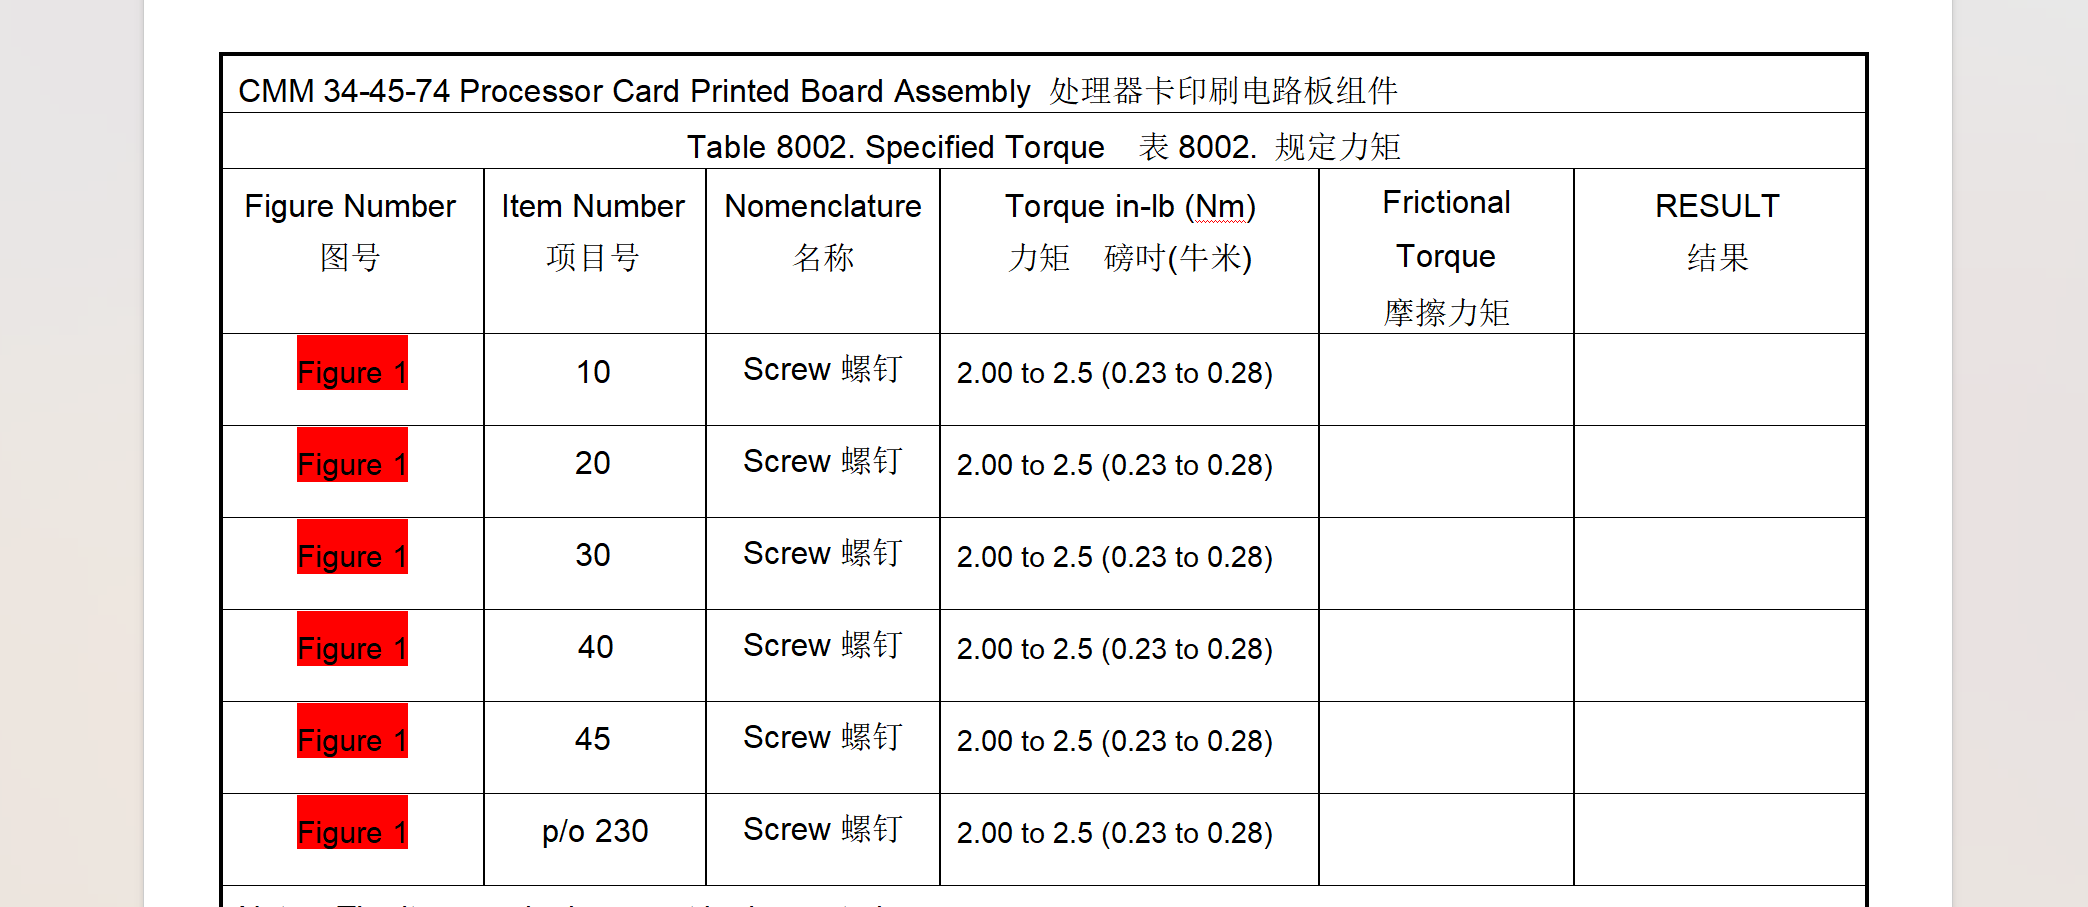 CMM 34-45-74 Processor Card Printed Board Assembly 处理器卡印刷电路板组件
Table 8002. Specified Torque 表 8002. 规定力矩
Figure Number 图号
Item Number 项目号
Nomenclature 名称
Torque in-lb (Nm) 力矩 磅吋(牛米)
Frictional Torque 摩擦力矩
RESULT 结果
Figure 1 10 Screw 螺钉 2.00 to 2.5 (0.23 to 0.28)
Figure 1 20 Screw 螺钉 2.00 to 2.5 (0.23 to 0.28)
Figure 1 30 Screw 螺钉 2.00 to 2.5 (0.23 to 0.28)
Figure 1 40 Screw 螺钉 2.00 to 2.5 (0.23 to 0.28)
Figure 1 45 Screw 螺钉 2.00 to 2.5 (0.23 to 0.28)
Figure 1 p/o 230 Screw 螺钉 2.00 to 2.5 (0.23 to 0.28)